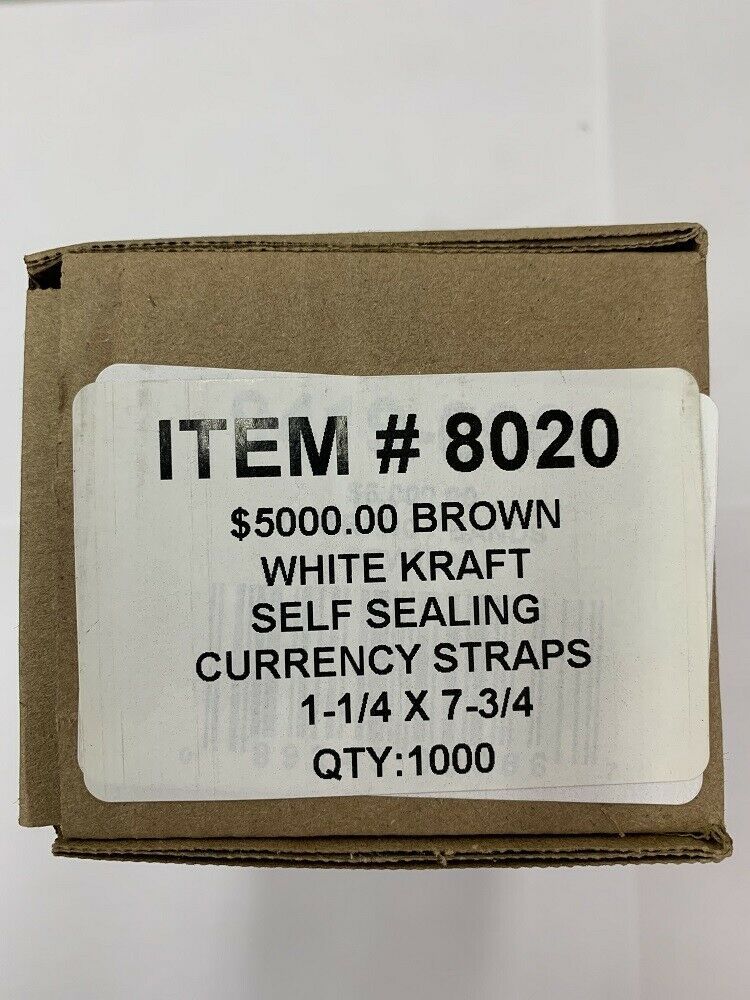 ITEM # 8020
$5000.00 BROWN
WHITE KRAFT
SELF SEALING
CURRENCY STRAPS
1-1/4 X 7-3/4
QTY:1000